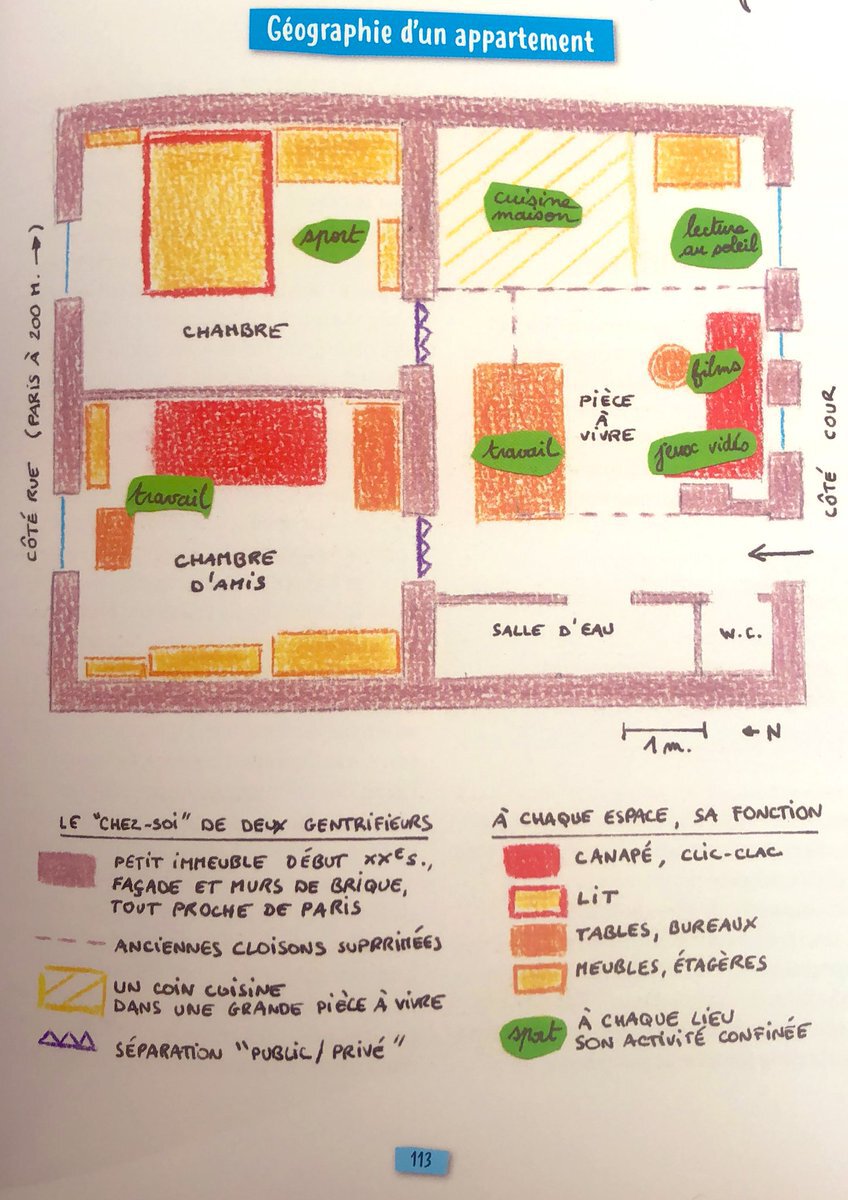 Géographie d'un appartement
CÔTÉ RUE (PARIS À 200 M. →)
sport
CHAMBRE
cuisine
maison
lecture
au soleil
films
PIÈCE
À
VIVRE
travail
jeux vidéo
CÔTÉ COUR
travail
CHAMBRE
D'AMIS
SALLE D'EAU
W.C.
1 m.
← N
LE "CHEZ-SOI" DE DEUX GENTRIFIEURS
PETIT IMMEUBLE DÉBUT XXᵉ S.,
FAÇADE ET MURS DE BRIQUE,
TOUT PROCHE DE PARIS
ANCIENNES CLOISONS SUPPRIMÉES
UN COIN CUISINE
DANS UNE GRANDE PIÈCE À VIVRE
SÉPARATION "PUBLIC/PRIVÉ"
À CHAQUE ESPACE, SA FONCTION
CANAPÉ, CLIC-CLAC
LIT
TABLES, BUREAUX
MEUBLES, ÉTAGÈRES
sport
À CHAQUE LIEU
SON ACTIVITÉ CONFINÉE
113